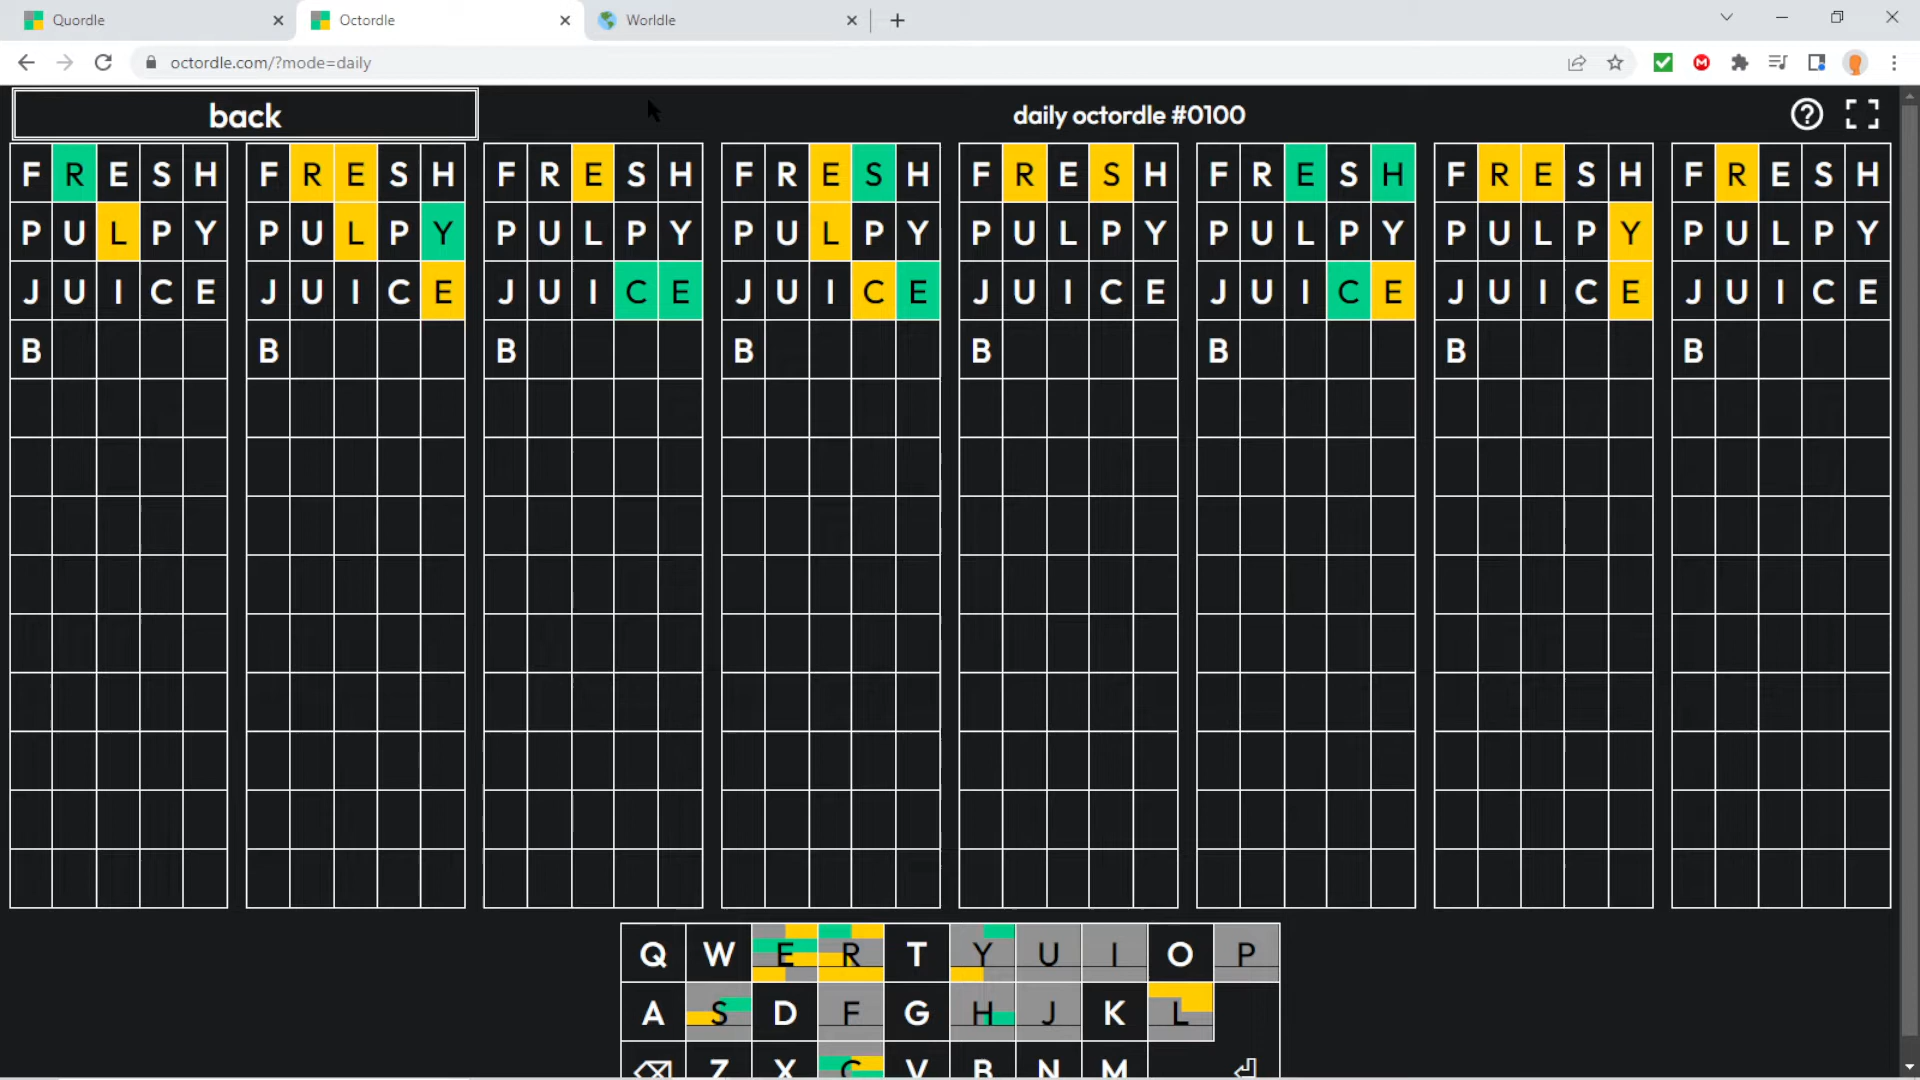 Quordle Octordle Worldle
octordle.com/?mode=daily
back daily octordle #0100
F R E S H F R E S H F R E S H F R E S H F R E S H F R E S H F R E S H F R E S H
P U L P Y P U L P Y P U L P Y P U L P Y P U L P Y P U L P Y P U L P Y P U L P Y
J U I C E J U I C E J U I C E J U I C E J U I C E J U I C E J U I C E J U I C E
B B B B B B B B
Q W E R T Y U I O P
A S D F G H J K L
Z X C V B N M